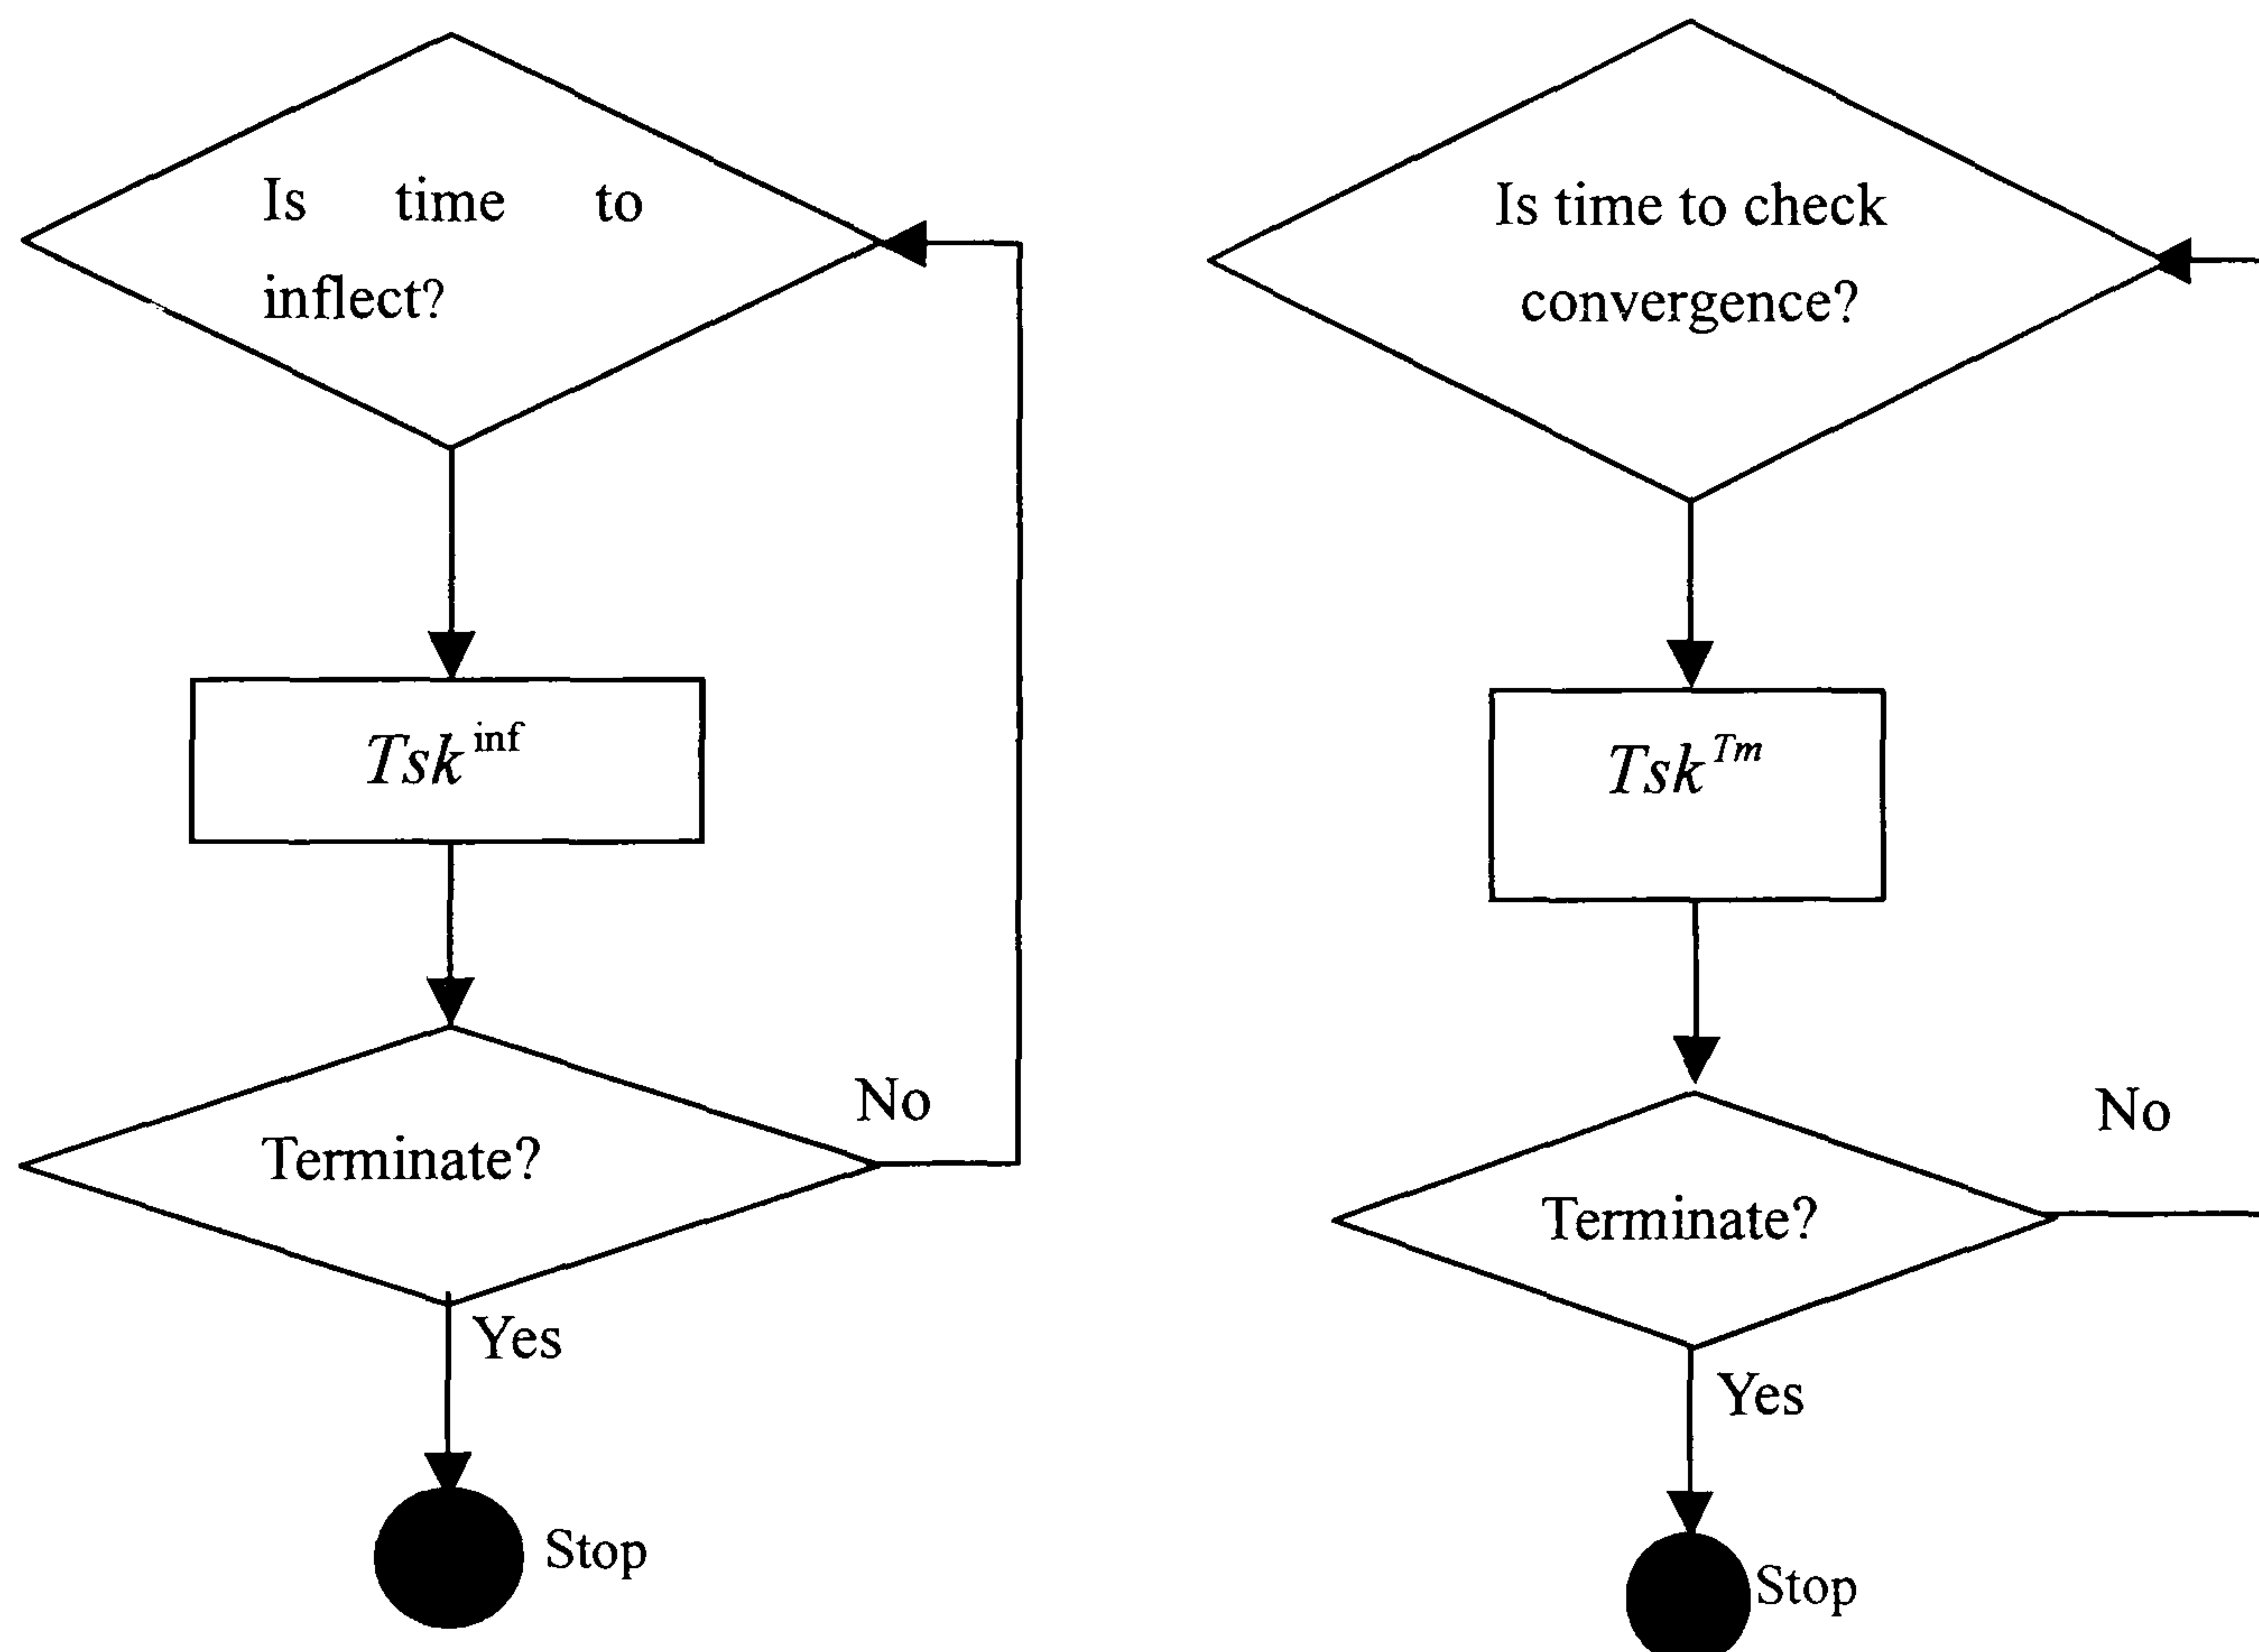 Is time to
inflect?
Tsk^inf
Terminate?
No
Yes
Stop
Is time to check
convergence?
Tsk^Tm
Terminate?
No
Yes
Stop